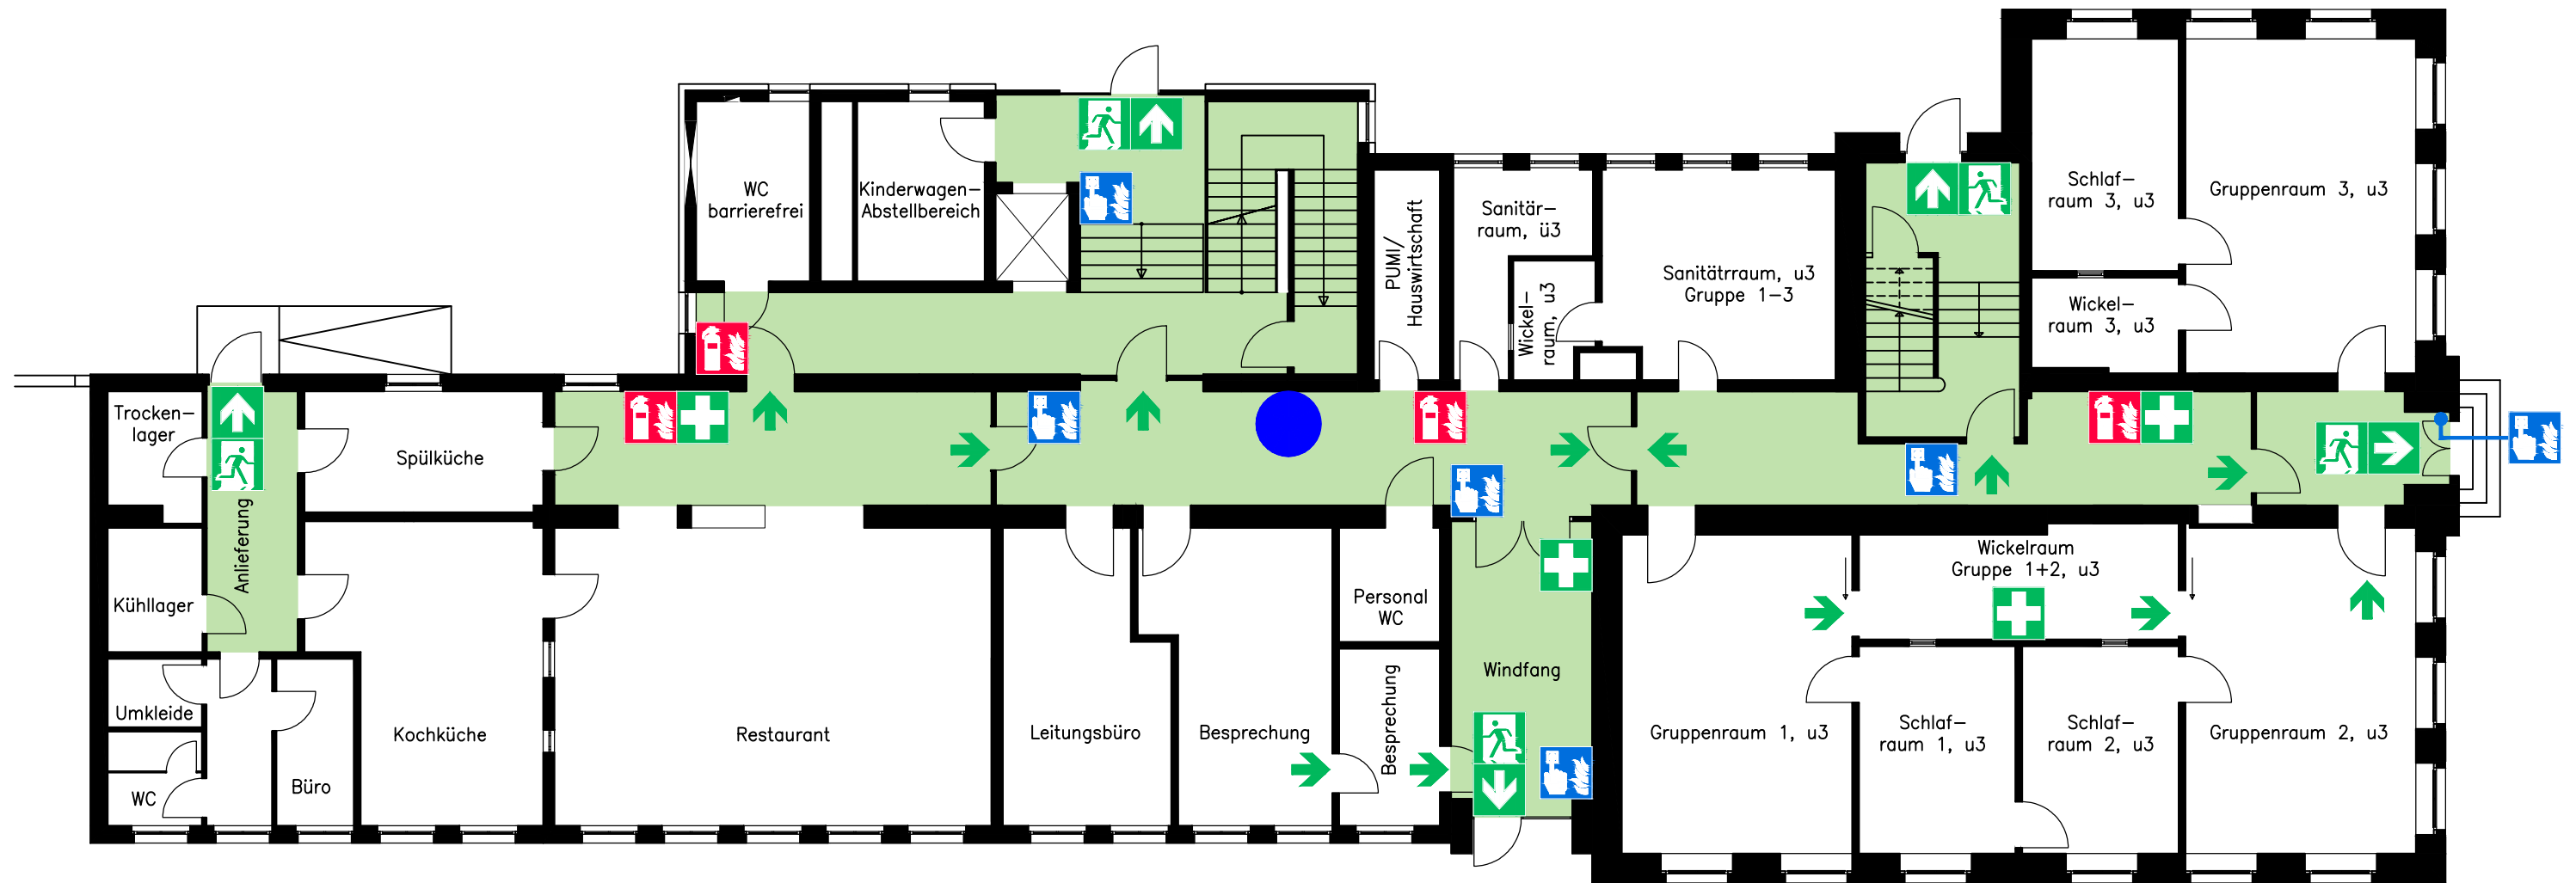 WC
barrierefrei
Kinderwagen-
Abstellbereich
PUMI/
Hauswirtschaft
Sanitär-
raum, ü3
Wickel-
raum, u3
Sanitätrraum, u3
Gruppe 1-3
Schlaf-
raum 3, u3
Gruppenraum 3, u3
Wickel-
raum 3, u3
Trocken-
lager
Spülküche
Anlieferung
Kühllager
Umkleide
WC
Büro
Kochküche
Restaurant
Leitungsbüro
Besprechung
Personal
WC
Besprechung
Windfang
Gruppenraum 1, u3
Wickelraum
Gruppe 1+2, u3
Schlaf-
raum 1, u3
Schlaf-
raum 2, u3
Gruppenraum 2, u3